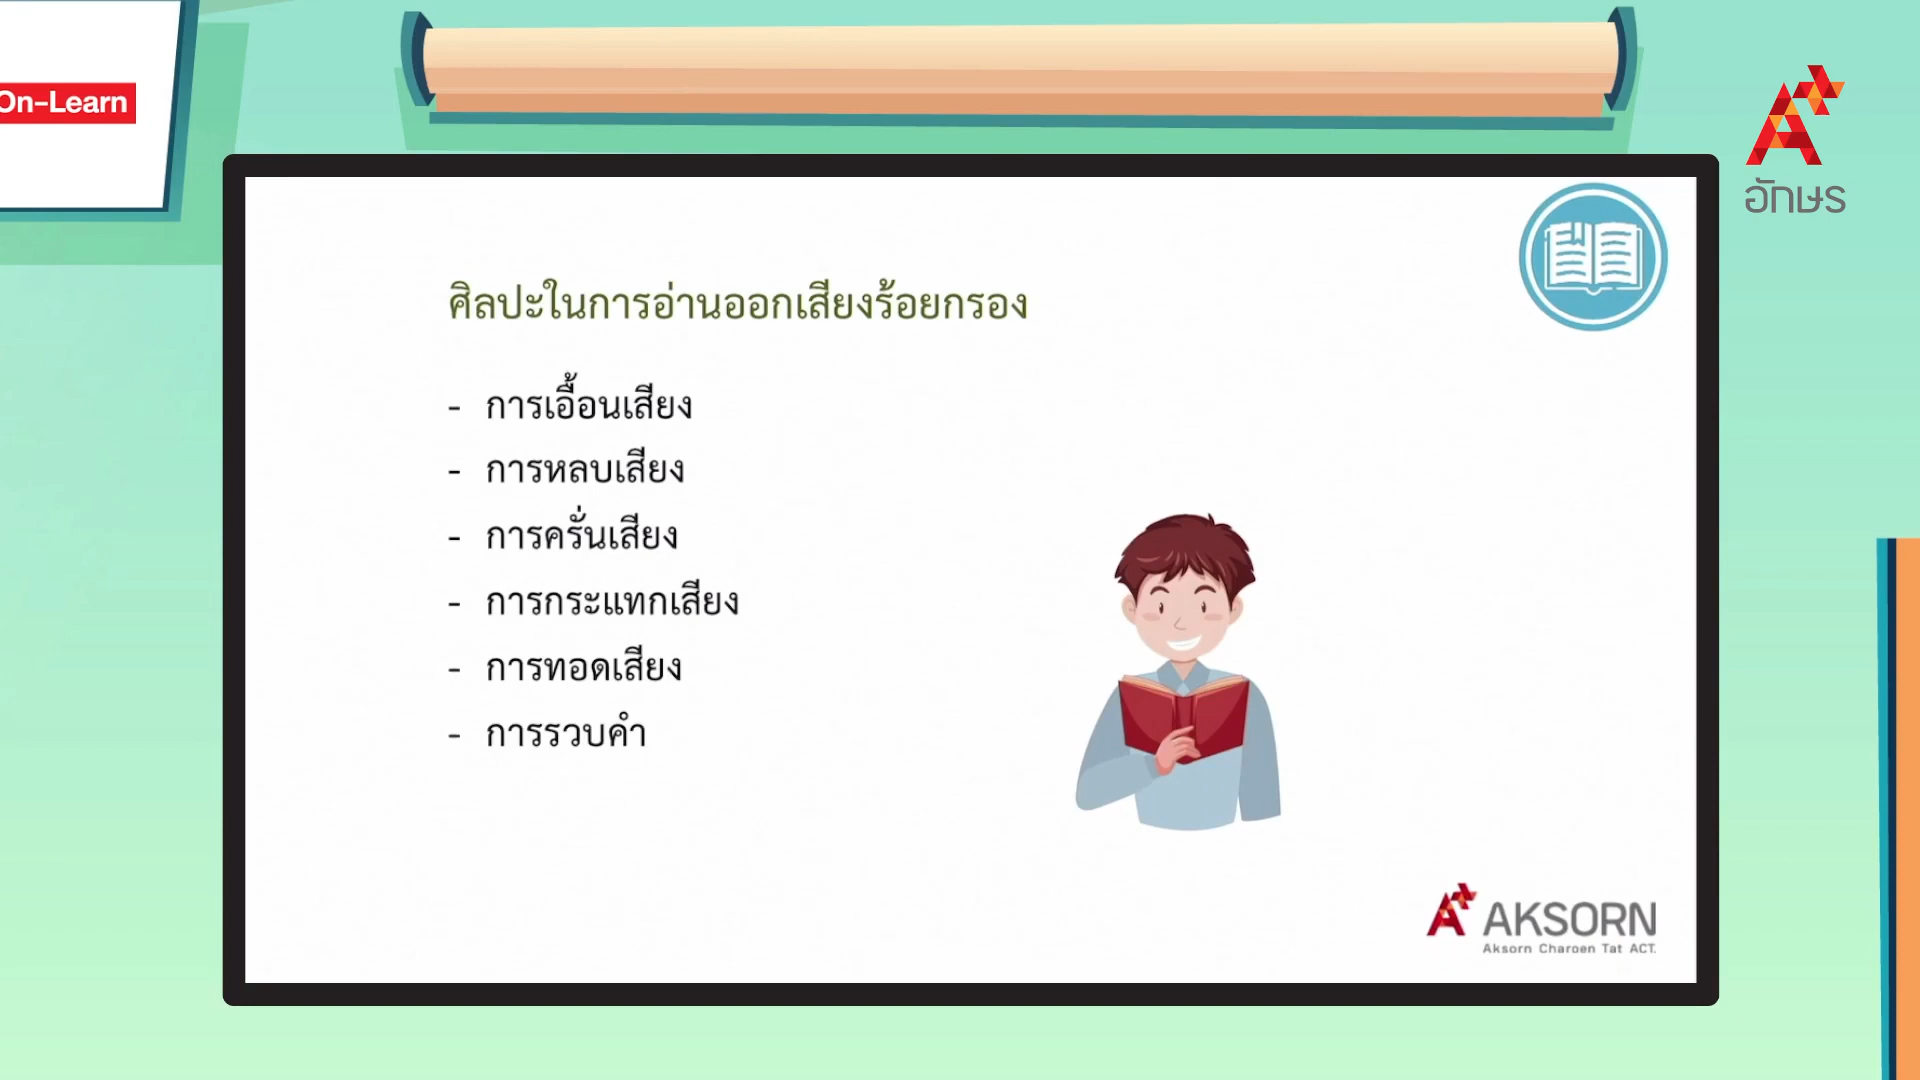 On-Learn
อักษร
ศิลปะในการอ่านออกเสียงร้อยกรอง
- การเอื้อนเสียง
- การหลบเสียง
- การครั่นเสียง
- การกระแทกเสียง
- การทอดเสียง
- การรวบคำ
AKSORN
Aksorn Charoen Tat ACT.